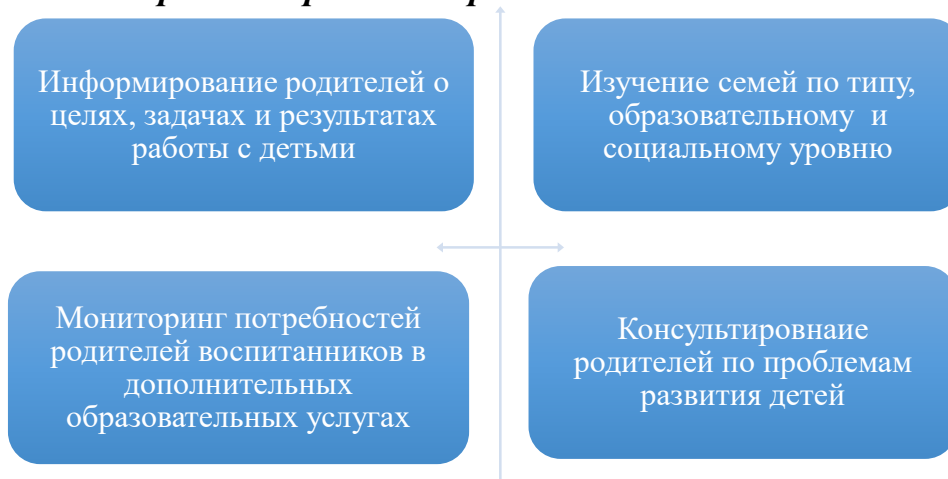 Информирование родителей о
целях, задачах и результатах
работы с детьми
Изучение семей по типу,
образовательному и
социальному уровню
Мониторинг потребностей
родителей воспитанников в
дополнительных
образовательных услугах
Консультировнаие
родителей по проблемам
развития детей